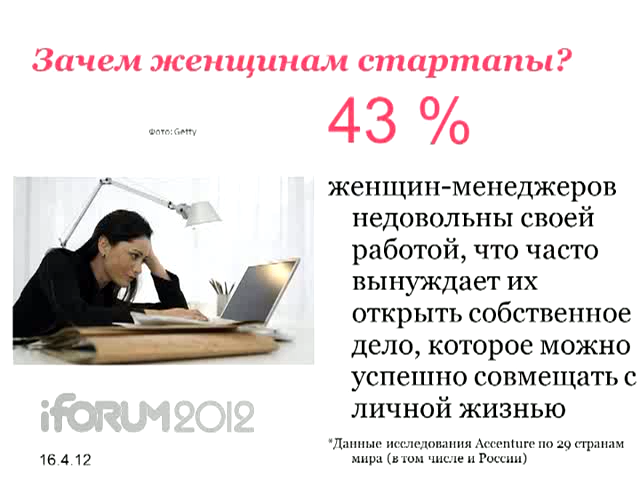 Зачем женщинам стартапы?
Фото: Getty
43 %
женщин-менеджеров
недовольны своей
работой, что часто
вынуждает их
открыть собственное
дело, которое можно
успешно совмещать с
личной жизнью
*Данные исследования Accenture по 29 странам
мира (в том числе и России)
iFORUM2012
16.4.12